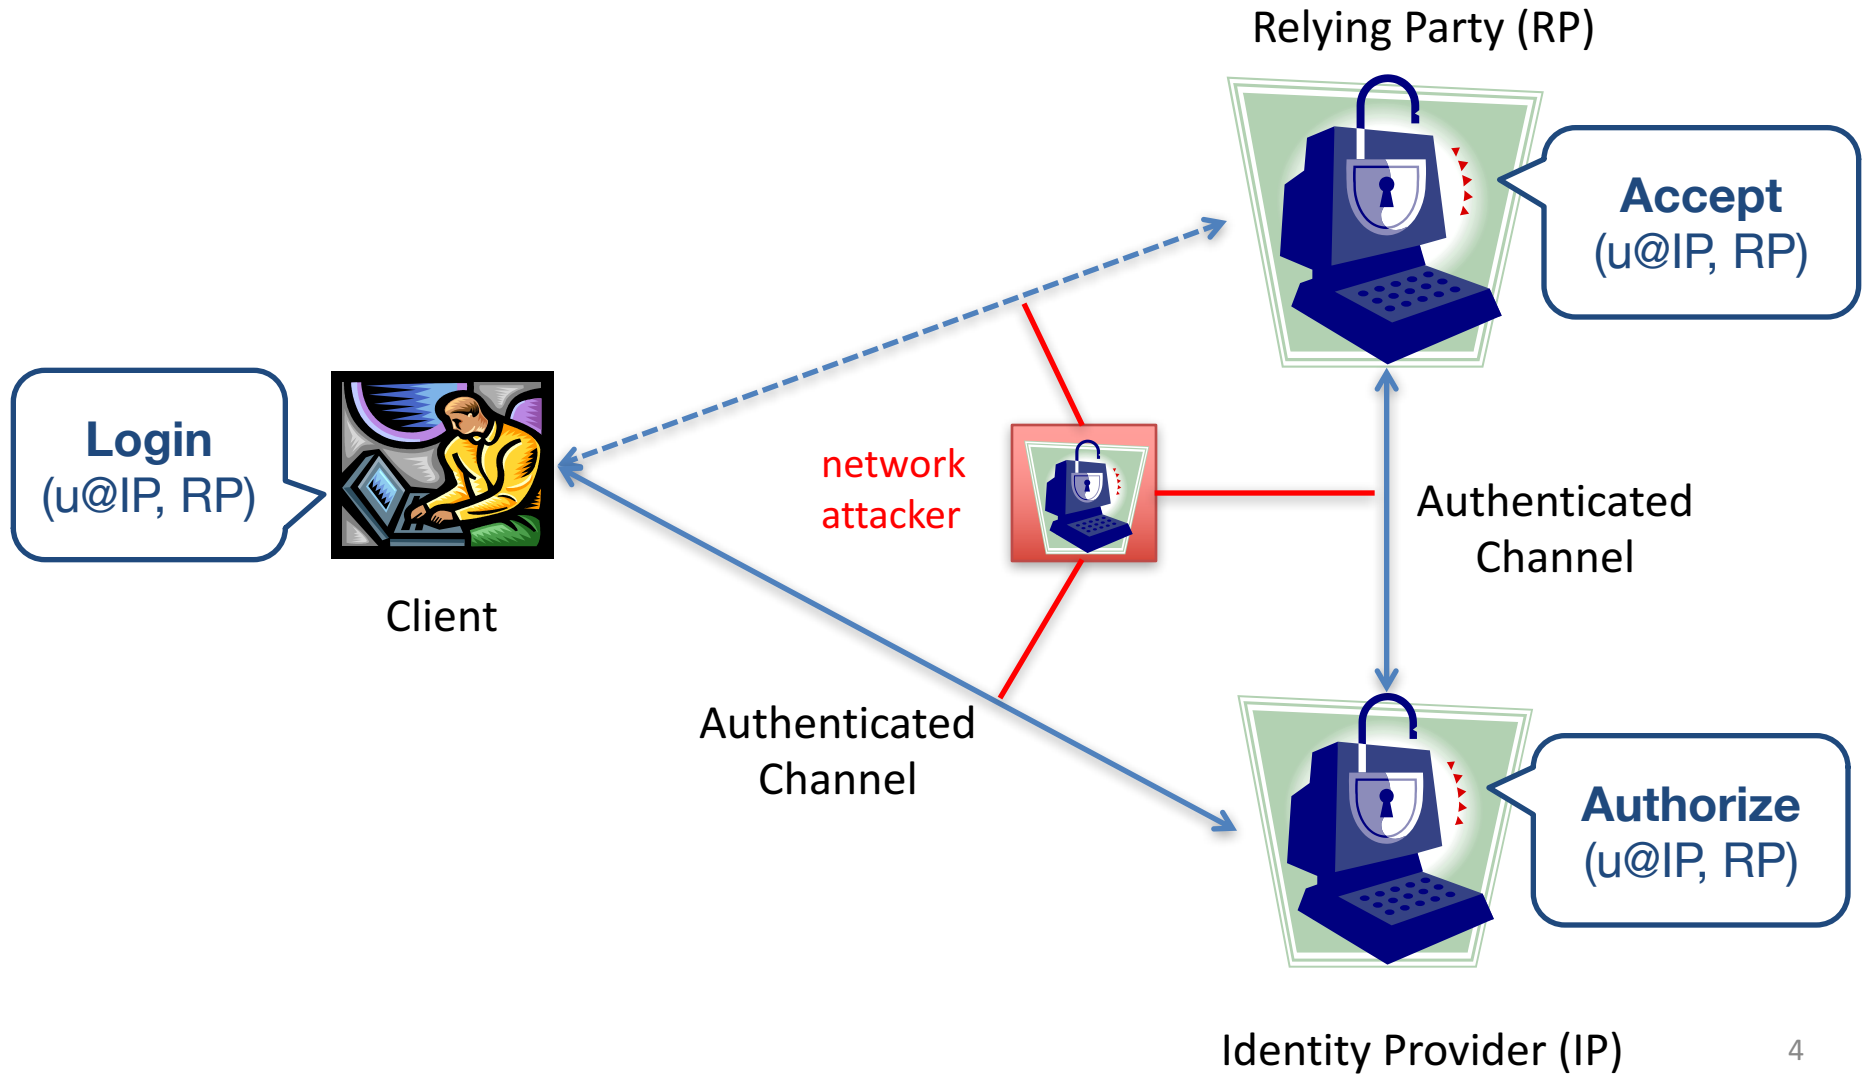 Relying Party (RP)
Accept
(u@IP, RP)
Login
(u@IP, RP)
network
attacker
Authenticated
Channel
Client
Authenticated
Channel
Authorize
(u@IP, RP)
Identity Provider (IP)
4